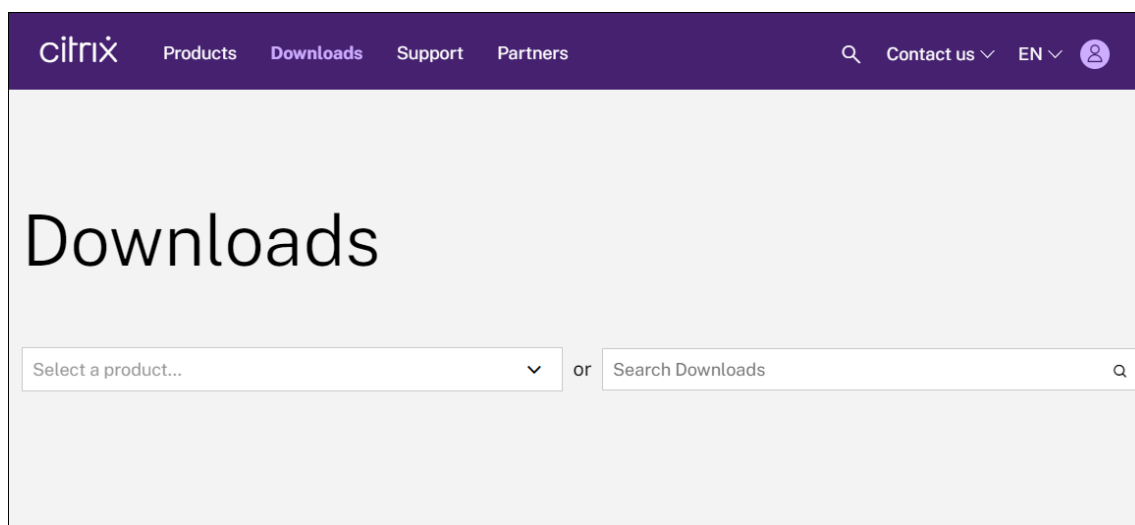 citrix Products Downloads Support Partners Contact us EN
Downloads
Select a product... or Search Downloads